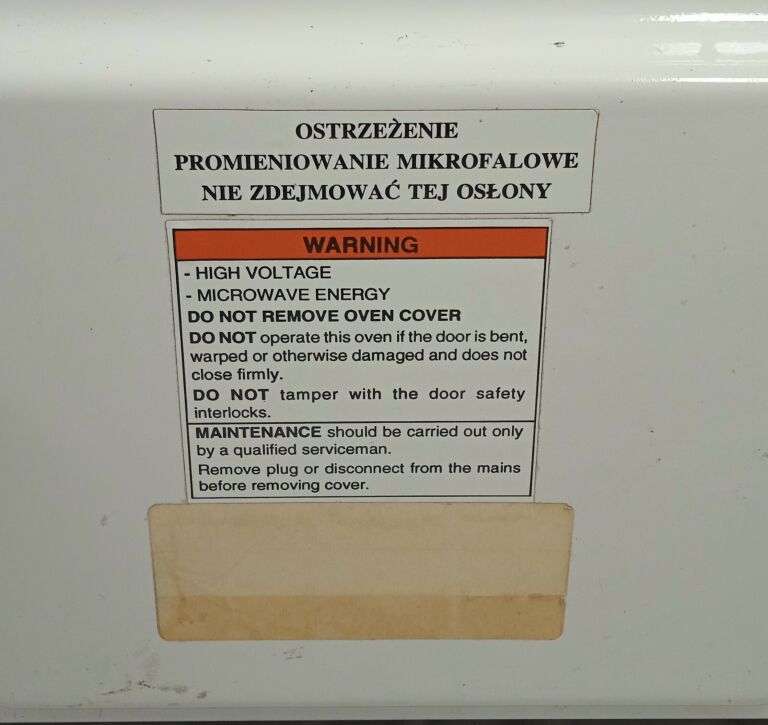 OSTRZEŻENIE
PROMIENIOWANIE MIKROFALOWE
NIE ZDEJMOWAĆ TEJ OSŁONY
WARNING
- HIGH VOLTAGE
- MICROWAVE ENERGY
DO NOT REMOVE OVEN COVER
DO NOT operate this oven if the door is bent,
warped or otherwise damaged and does not
close firmly.
DO NOT tamper with the door safety
interlocks.
MAINTENANCE should be carried out only
by a qualified serviceman.
Remove plug or disconnect from the mains
before removing cover.